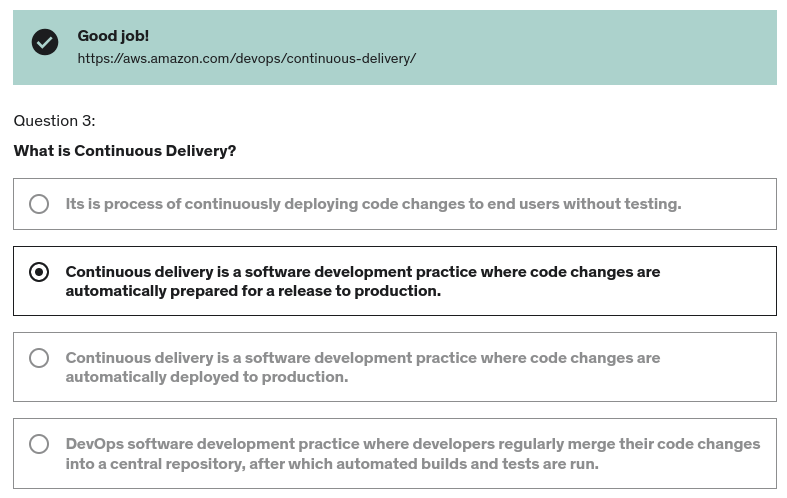 Good job!
https://aws.amazon.com/devops/continuous-delivery/
Question 3:
What is Continuous Delivery?
Its is process of continuously deploying code changes to end users without testing.
Continuous delivery is a software development practice where code changes are
automatically prepared for a release to production.
Continuous delivery is a software development practice where code changes are
automatically deployed to production.
DevOps software development practice where developers regularly merge their code changes
into a central repository, after which automated builds and tests are run.